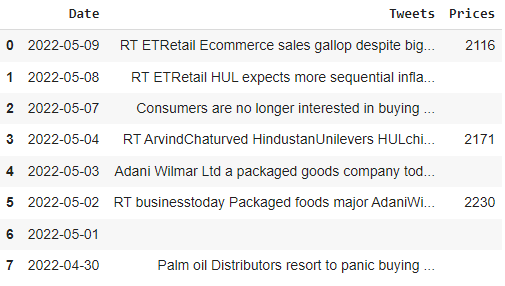 Date Tweets Prices
0 2022-05-09 RT ETRetail Ecommerce sales gallop despite big... 2116
1 2022-05-08 RT ETRetail HUL expects more sequential infla...
2 2022-05-07 Consumers are no longer interested in buying ...
3 2022-05-04 RT ArvindChaturved HindustanUnilevers HULchi... 2171
4 2022-05-03 Adani Wilmar Ltd a packaged goods company tod...
5 2022-05-02 RT businesstoday Packaged foods major AdaniWi... 2230
6 2022-05-01
7 2022-04-30 Palm oil Distributors resort to panic buying ...